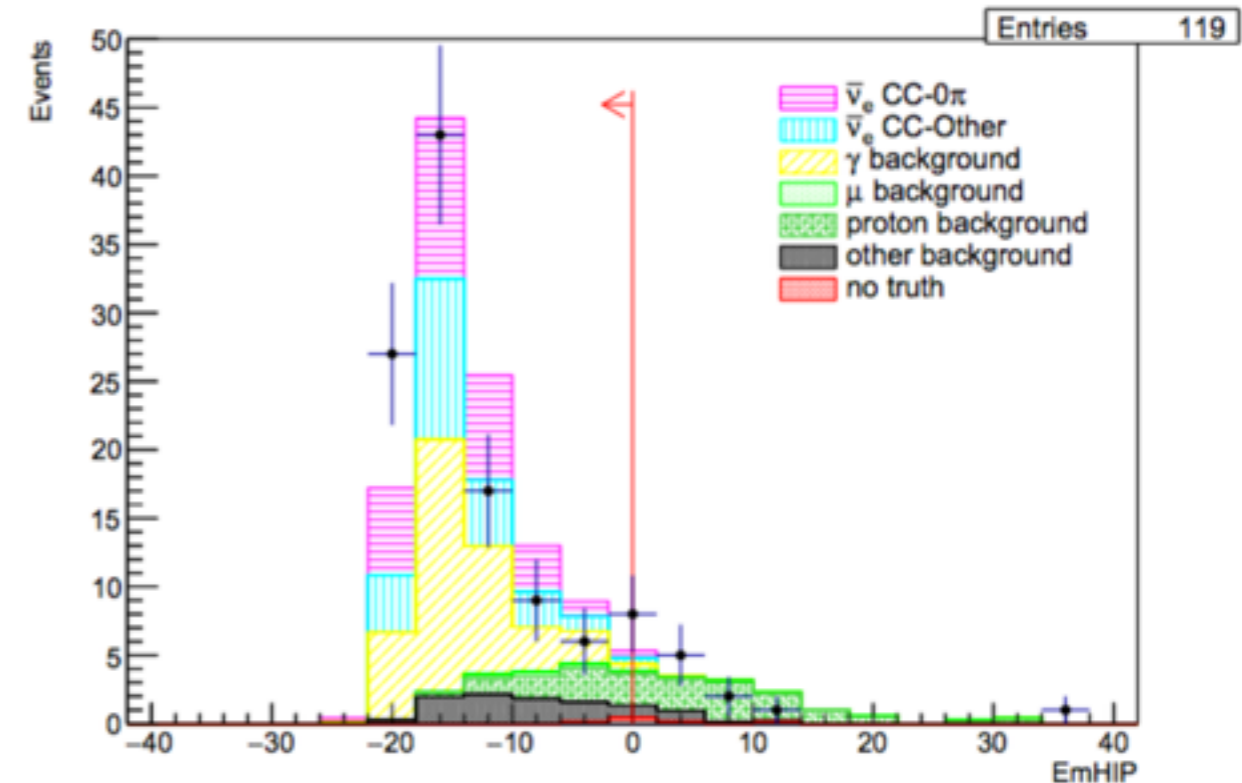 Entries 119
Events
50
45
40
35
30
25
20
15
10
5
0
ν̅e CC-0π
ν̅e CC-Other
γ background
μ background
proton background
other background
no truth
−40 −30 −20 −10 0 10 20 30 40
EmHIP